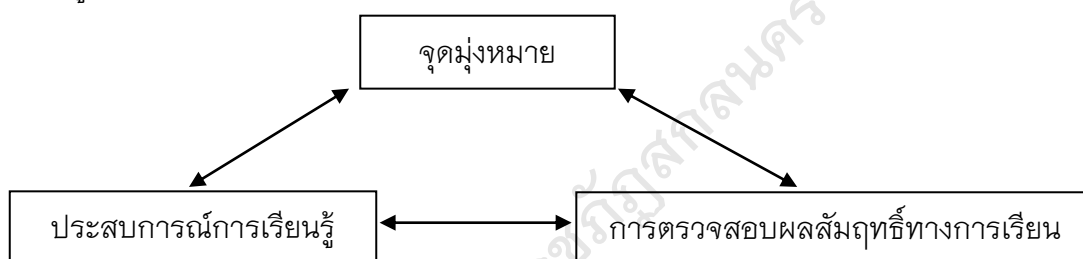 จุดมุ่งหมาย
ประสบการณ์การเรียนรู้
การตรวจสอบผลสัมฤทธิ์ทางการเรียน